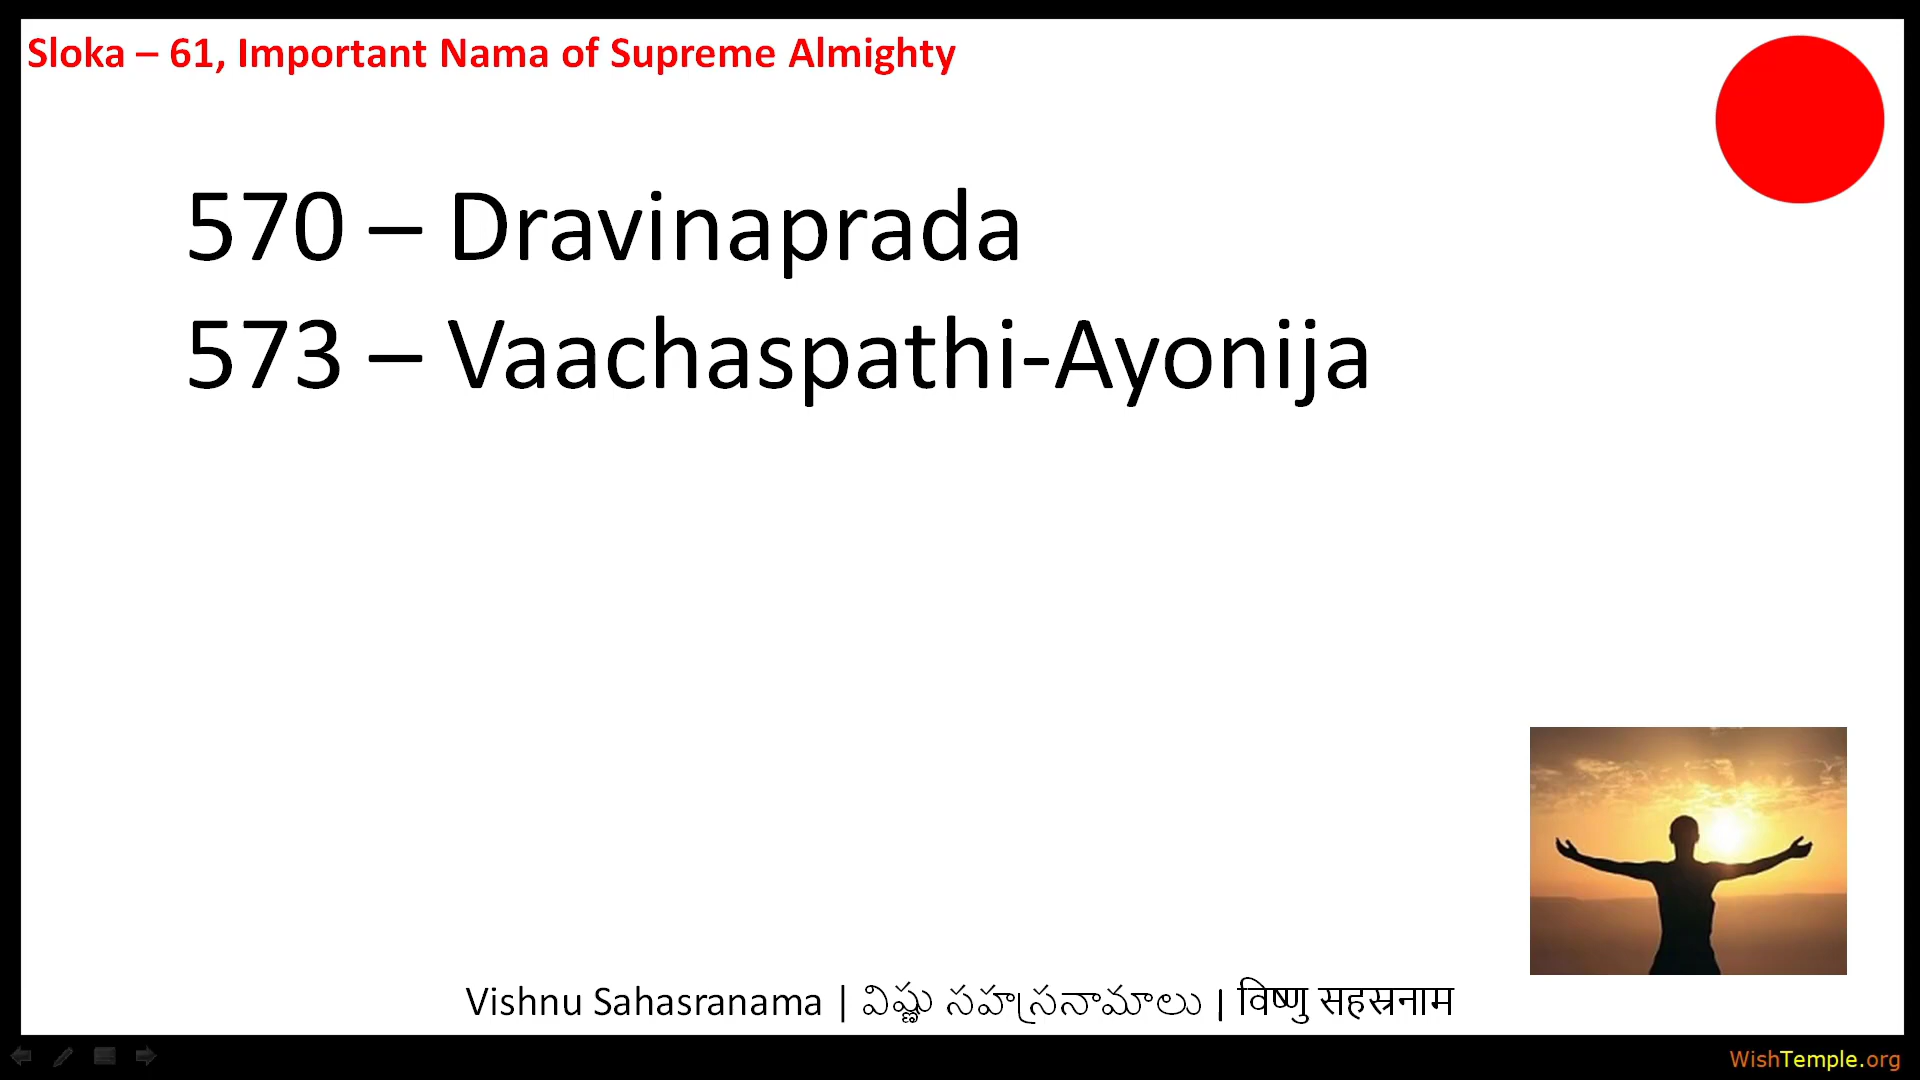 Sloka – 61, Important Nama of Supreme Almighty
570 – Dravinaprada
573 – Vaachaspathi-Ayonija
Vishnu Sahasranama | విష్ణు సహస్రనామాలు | विष्णु सहस्रनाम
WishTemple.org